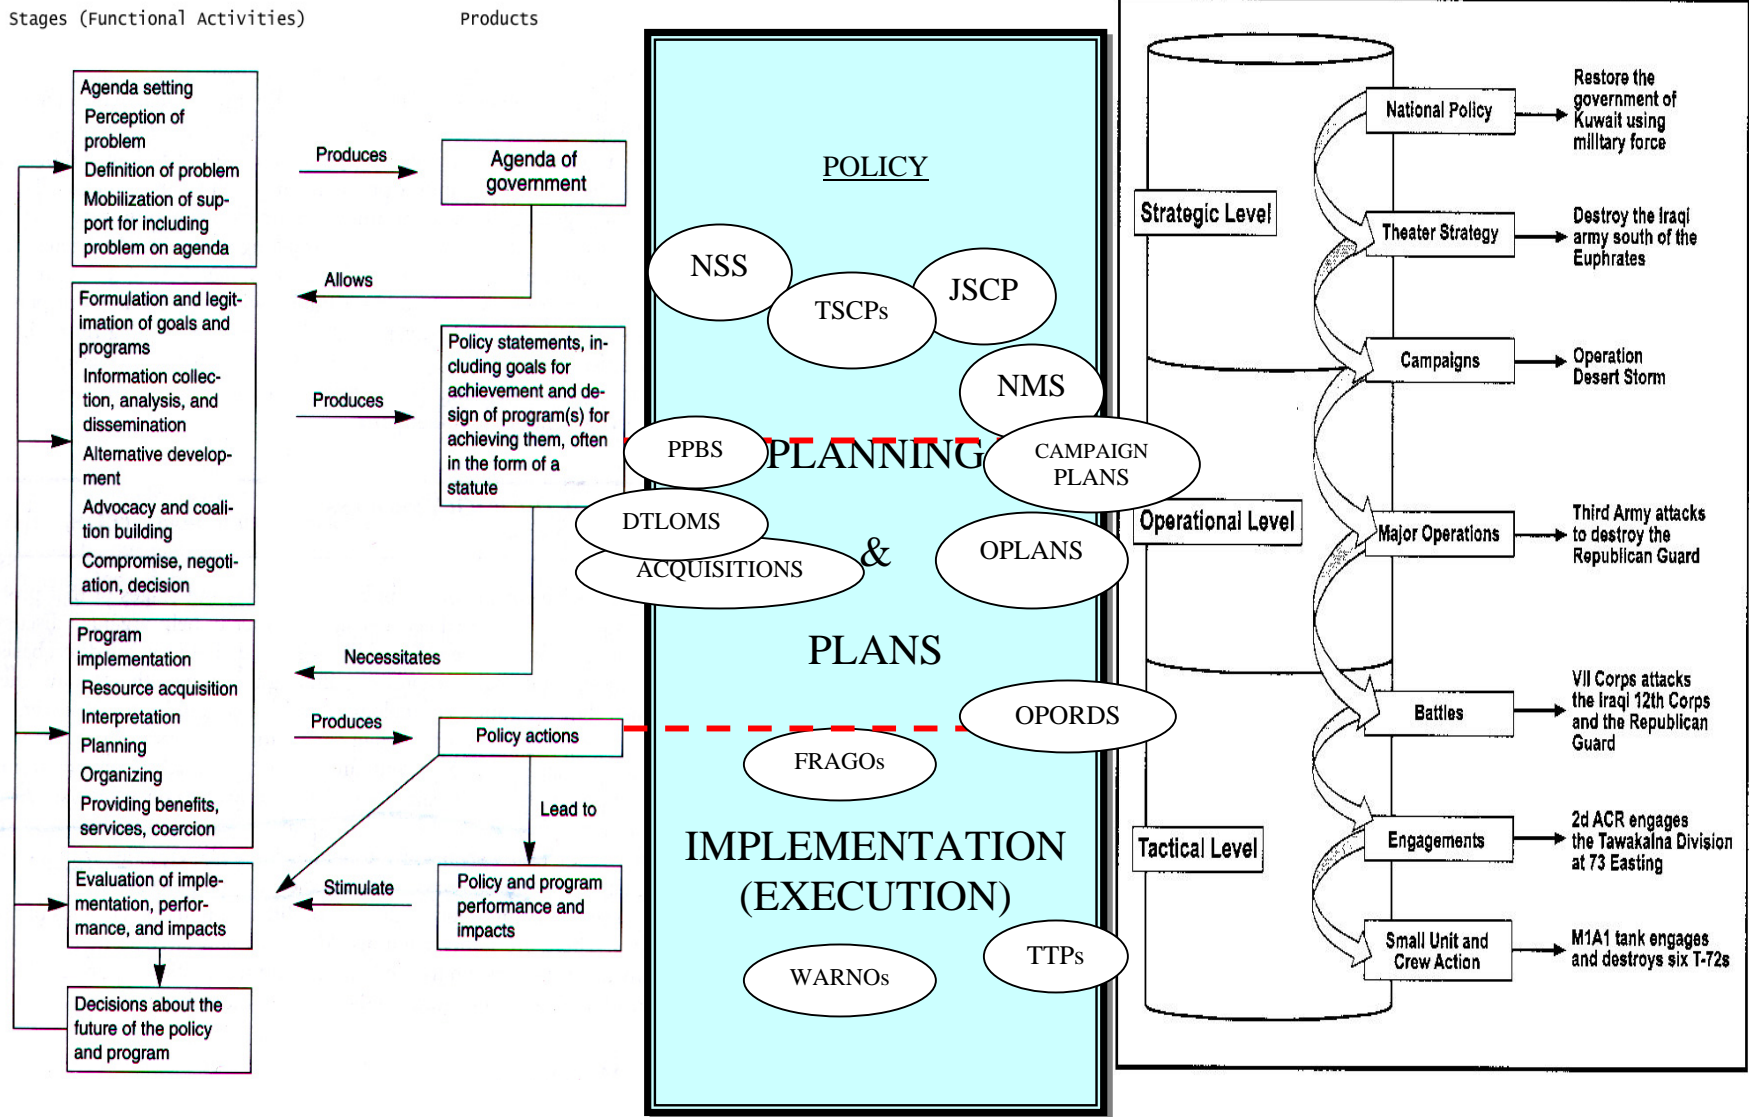 Stages (Functional Activities)
Products
Agenda setting
Perception of
problem
Definition of problem
Mobilization of sup-
port for including
problem on agenda
Produces
Agenda of
government
Allows
Formulation and legit-
imation of goals and
programs
Information collec-
tion, analysis, and
dissemination
Alternative develop-
ment
Advocacy and coali-
tion building
Compromise, negoti-
ation, decision
Produces
Policy statements, in-
cluding goals for
achievement and de-
sign of program(s) for
achieving them, often
in the form of a
statute
Necessitates
Program
implementation
Resource acquisition
Interpretation
Planning
Organizing
Providing benefits,
services, coercion
Produces
Policy actions
Lead to
Evaluation of imple-
mentation, perfor-
mance, and impacts
Stimulate
Policy and program
performance and
impacts
Decisions about the
future of the policy
and program
POLICY
NSS
TSCPs
JSCP
NMS
PPBS
PLANNING
CAMPAIGN
PLANS
DTLOMS
ACQUISITIONS
&
OPLANS
PLANS
OPORDS
FRAGOs
IMPLEMENTATION
(EXECUTION)
WARNOs
TTPs
Strategic Level
Operational Level
Tactical Level
National Policy
Restore the
government of
Kuwait using
military force
Theater Strategy
Destroy the Iraqi
army south of the
Euphrates
Campaigns
Operation
Desert Storm
Major Operations
Third Army attacks
to destroy the
Republican Guard
Battles
VII Corps attacks
the Iraqi 12th Corps
and the Republican
Guard
Engagements
2d ACR engages
the Tawakalna Division
at 73 Easting
Small Unit and
Crew Action
M1A1 tank engages
and destroys six T-72s